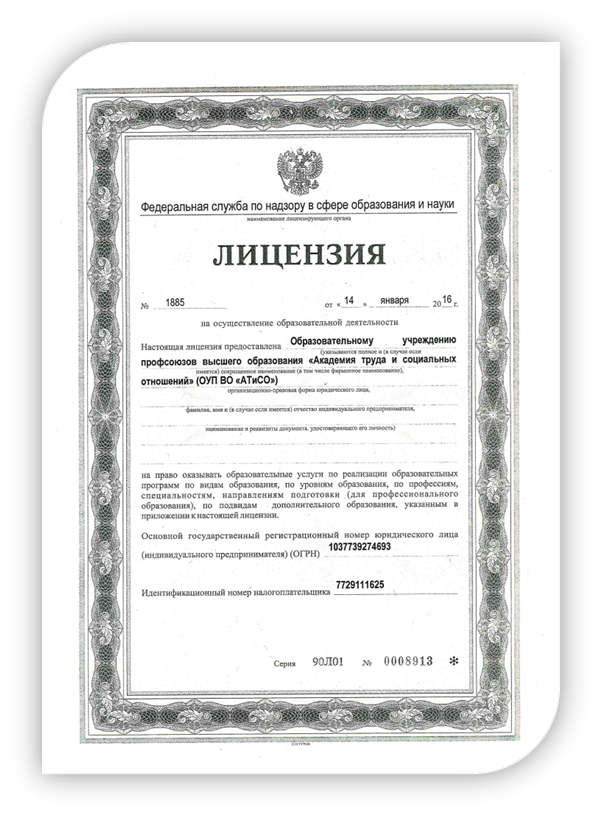 Федеральная служба по надзору в сфере образования и науки
наименование лицензирующего органа
ЛИЦЕНЗИЯ
№ 1885 от « 14 » января 2016 г.
на осуществление образовательной деятельности
Настоящая лицензия предоставлена Образовательному учреждению
(указываются полное и (в случае если
профсоюзов высшего образования «Академия труда и социальных
имеется) сокращенное наименование (в том числе фирменное наименование),
отношений» (ОУП ВО «АТиСО»)
организационно-правовая форма юридического лица,
фамилия, имя и (в случае если имеется) отчество индивидуального предпринимателя,
наименование и реквизиты документа, удостоверяющего его личность)
на право оказывать образовательные услуги по реализации образовательных
программ по видам образования, по уровням образования, по профессиям,
специальностям, направлениям подготовки (для профессионального
образования), по подвидам дополнительного образования, указанным в
приложении к настоящей лицензии.
Основной государственный регистрационный номер юридического лица
(индивидуального предпринимателя) (ОГРН) 1037739274693
Идентификационный номер налогоплательщика 7729111625
Серия 90Л01 № 0008913 *